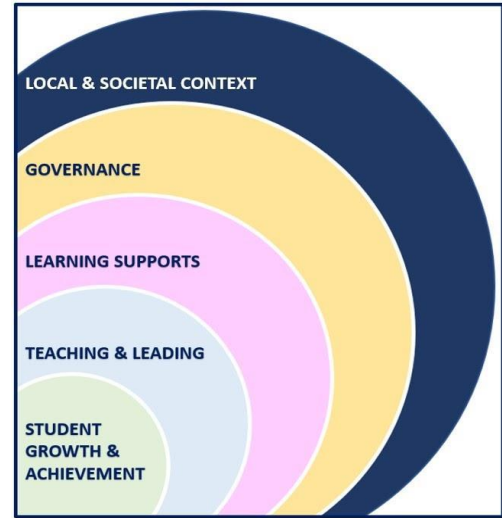 LOCAL & SOCIETAL CONTEXT
GOVERNANCE
LEARNING SUPPORTS
TEACHING & LEADING
STUDENT
GROWTH &
ACHIEVEMENT